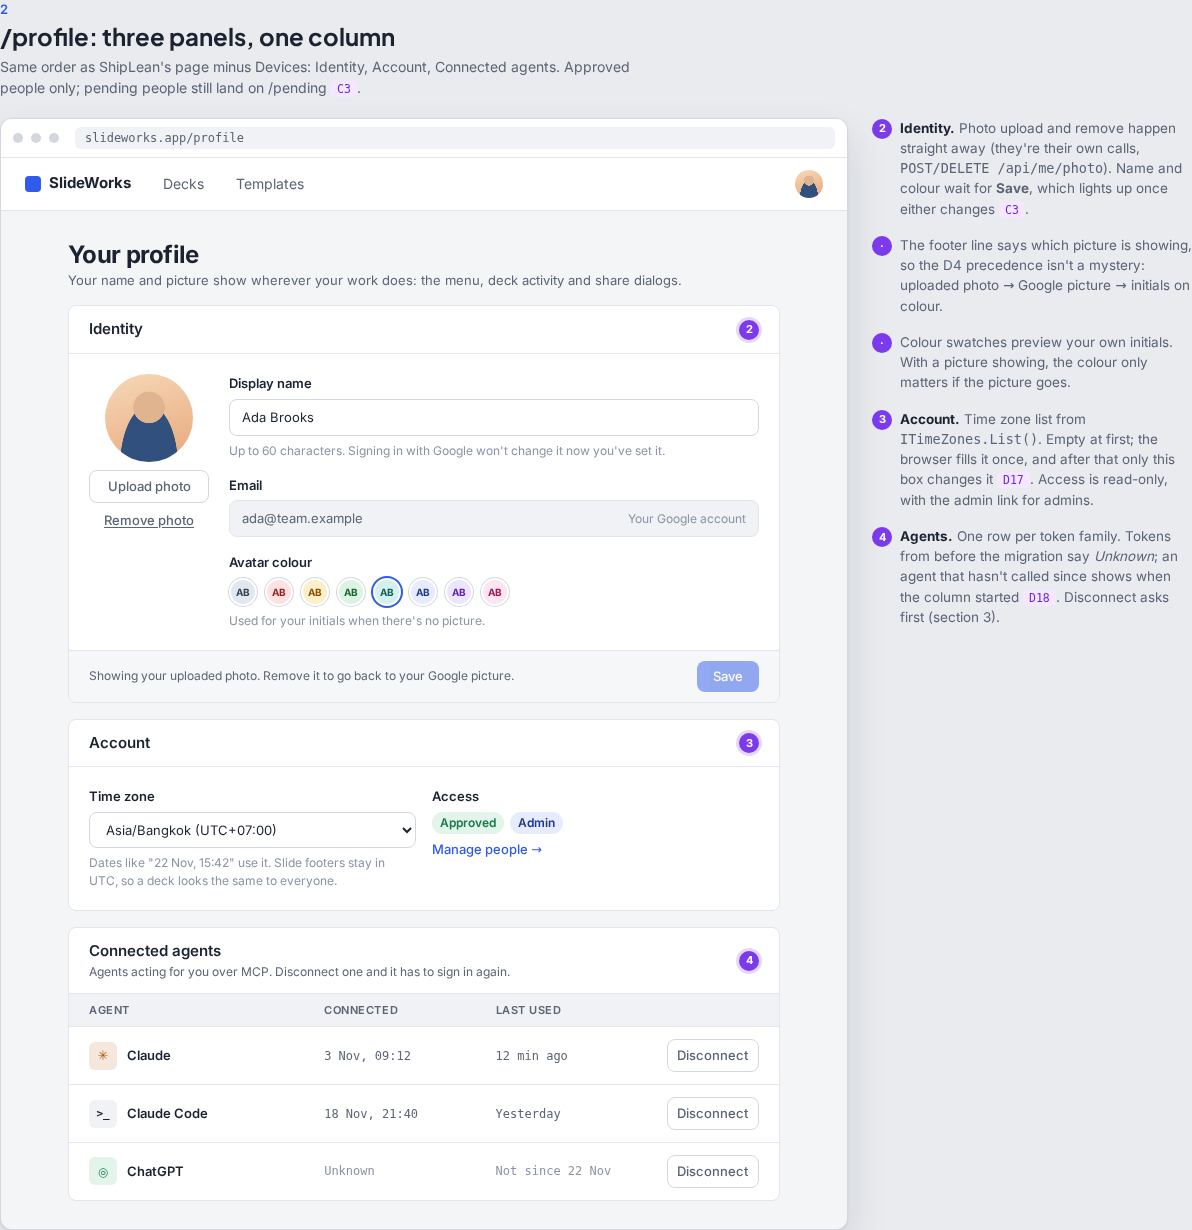 2
/profile: three panels, one column
Same order as ShipLean's page minus Devices: Identity, Account, Connected agents. Approved
people only; pending people still land on /pending C3 .
slideworks.app/profile
SlideWorks Decks Templates
Your profile
Your name and picture show wherever your work does: the menu, deck activity and share dialogs.
Identity 2
Display name
Ada Brooks
Up to 60 characters. Signing in with Google won't change it now you've set it.
Upload photo
Remove photo
Email
ada@team.example Your Google account
Avatar colour
AB AB AB AB AB AB AB AB
Used for your initials when there's no picture.
Showing your uploaded photo. Remove it to go back to your Google picture. Save
Account 3
Time zone
Asia/Bangkok (UTC+07:00)
Dates like "22 Nov, 15:42" use it. Slide footers stay in
UTC, so a deck looks the same to everyone.
Access
Approved Admin
Manage people →
Connected agents
Agents acting for you over MCP. Disconnect one and it has to sign in again.
4
AGENT CONNECTED LAST USED
Claude 3 Nov, 09:12 12 min ago Disconnect
>_ Claude Code 18 Nov, 21:40 Yesterday Disconnect
ChatGPT Unknown Not since 22 Nov Disconnect
2 Identity. Photo upload and remove happen
straight away (they're their own calls,
POST/DELETE /api/me/photo). Name and
colour wait for Save, which lights up once
either changes C3 .
· The footer line says which picture is showing,
so the D4 precedence isn't a mystery:
uploaded photo → Google picture → initials on
colour.
· Colour swatches preview your own initials.
With a picture showing, the colour only
matters if the picture goes.
3 Account. Time zone list from
ITimeZones.List(). Empty at first; the
browser fills it once, and after that only this
box changes it D17 . Access is read-only,
with the admin link for admins.
4 Agents. One row per token family. Tokens
from before the migration say Unknown; an
agent that hasn't called since shows when
the column started D18 . Disconnect asks
first (section 3).